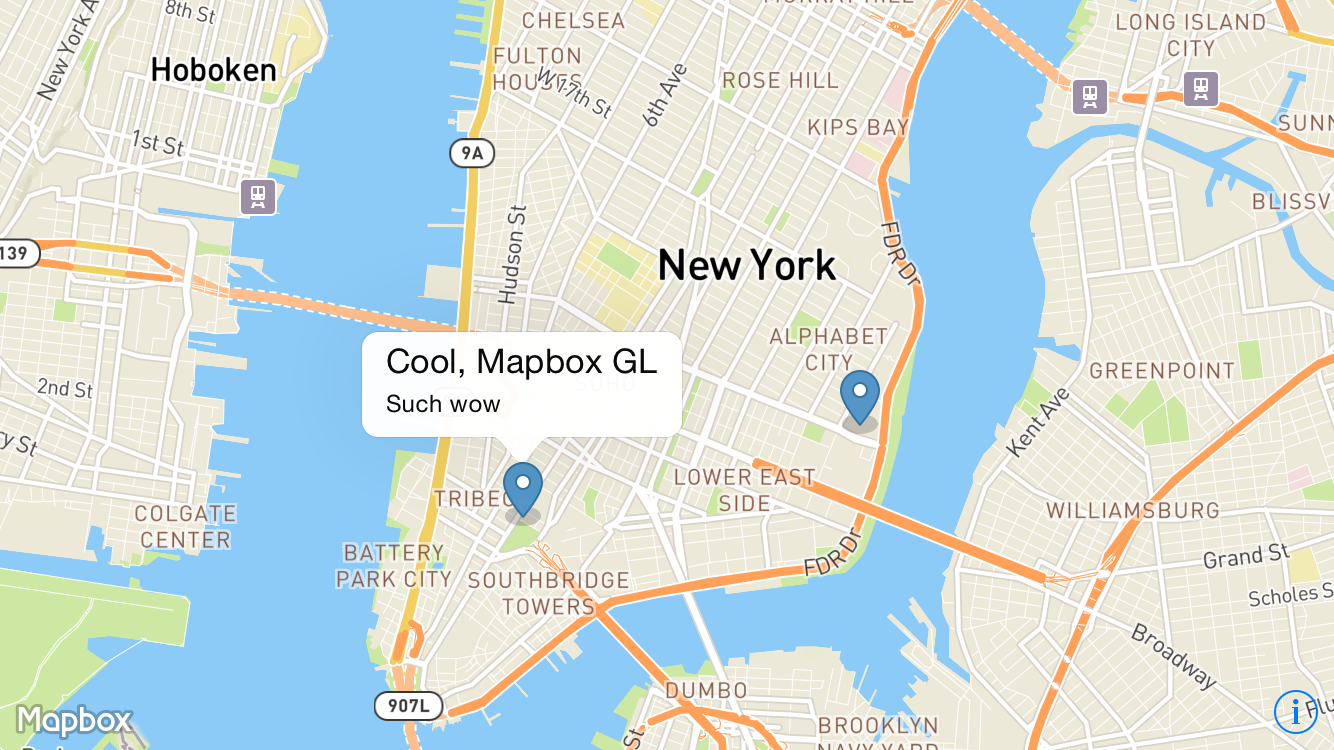 8th St
New York A
CHELSEA
MURRAY HILL
LONG ISLAND
CITY
Hoboken
FULTON
HOUSES
W 17th St
6th Ave
ROSE HILL
KIPS BAY
SUNN
1st St
9A
BLISSV
Hudson St
139
New York
FDR Dr
ALPHABET
CITY
Cool, Mapbox GL
Such wow
SOHO
2nd St
GREENPOINT
Kent Ave
ry St
TRIBEC
LOWER EAST
SIDE
COLGATE
CENTER
WILLIAMSBURG
BATTERY
PARK CITY
SOUTHBRIDGE
TOWERS
FDR Dr
Grand St
Scholes S
Broadway
DUMBO
907L
BROOKLYN
NAVY YARD
St
Mapbox
i
Flu